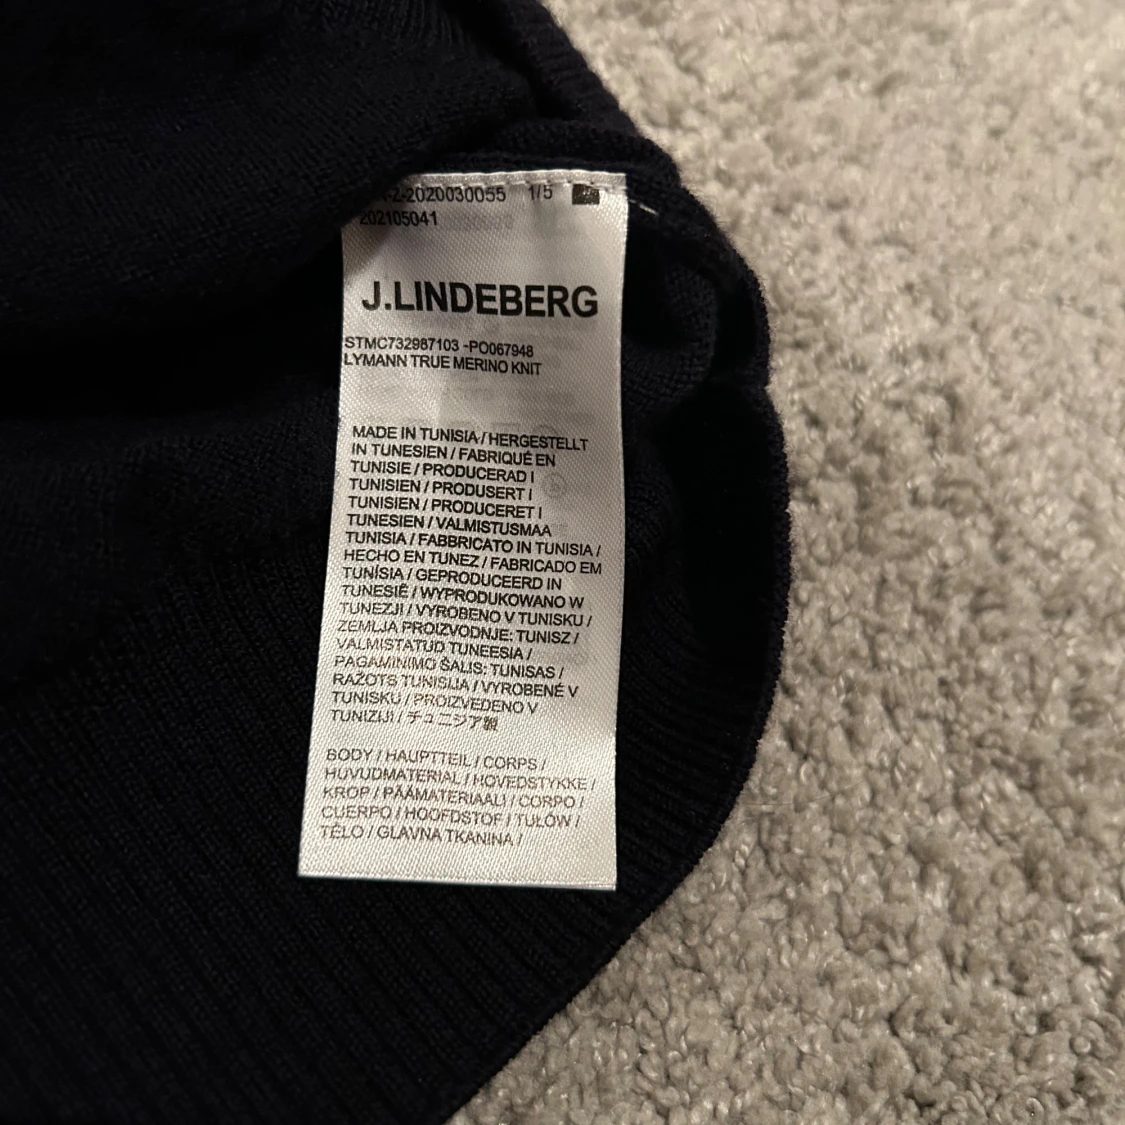 -2-2020030055 1/5
202105041
J.LINDEBERG
STMC732987103 -PO067948
LYMANN TRUE MERINO KNIT
MADE IN TUNISIA / HERGESTELLT
IN TUNESIEN / FABRIQUÉ EN
TUNISIE / PRODUCERAD I
TUNISIEN / PRODUSERT I
TUNISIEN / PRODUCERET I
TUNESIEN / VALMISTUSMAA
TUNISIA / FABBRICATO IN TUNISIA /
HECHO EN TUNEZ / FABRICADO EM
TUNÍSIA / GEPRODUCEERD IN
TUNESIË / WYPRODUKOWANO W
TUNEZJI / VYROBENO V TUNISKU /
ZEMLJA PROIZVODNJE: TUNISZ /
VALMISTATUD TUNEESIA /
PAGAMINIMO ŠALIS: TUNISAS /
RAŽOTS TUNISIJA / VYROBENÉ V
TUNISKU / PROIZVEDENO V
TUNIZIJI / チュニジア製
BODY / HAUPTTEIL / CORPS /
HUVUDMATERIAL / HOVEDSTYKKE /
KROP / PÄÄMATERIAALI / CORPO /
CUERPO / HOOFDSTOF / TUŁÓW /
TĚLO / GLAVNA TKANINA /